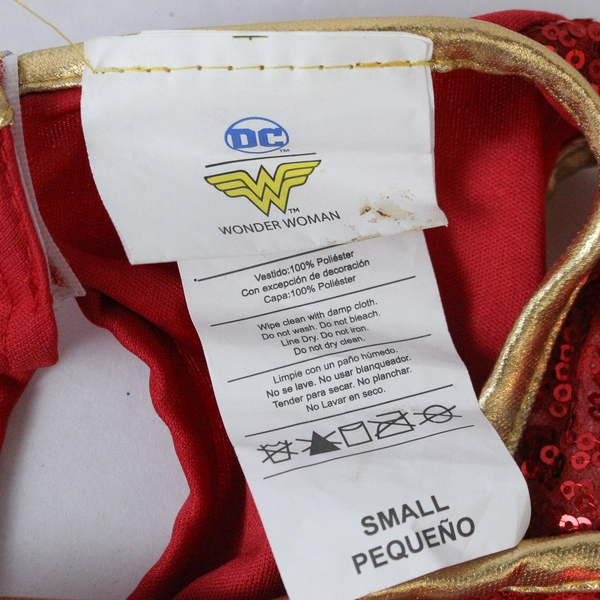 DC
TM
W
TM
WONDER WOMAN
Vestido:100% Poliéster
Con excepción de decoración
Capa:100% Poliéster
Wipe clean with damp cloth.
Do not wash. Do not bleach.
Line Dry. Do not iron.
Do not dry clean.
Limpie con un paño húmedo.
No se lave. No usar blanqueador.
Tender para secar. No planchar.
No Lavar en seco.
SMALL
PEQUEÑO